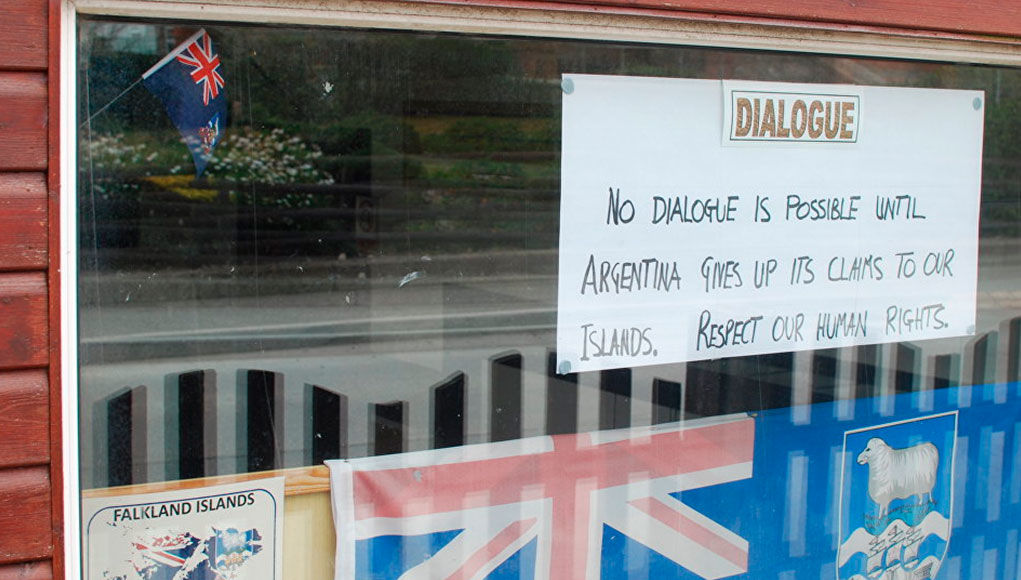 DIALOGUE
NO DIALOGUE IS POSSIBLE UNTIL
ARGENTINA GIVES UP ITS CLAIMS TO OUR
ISLANDS. RESPECT OUR HUMAN RIGHTS.
FALKLAND ISLANDS